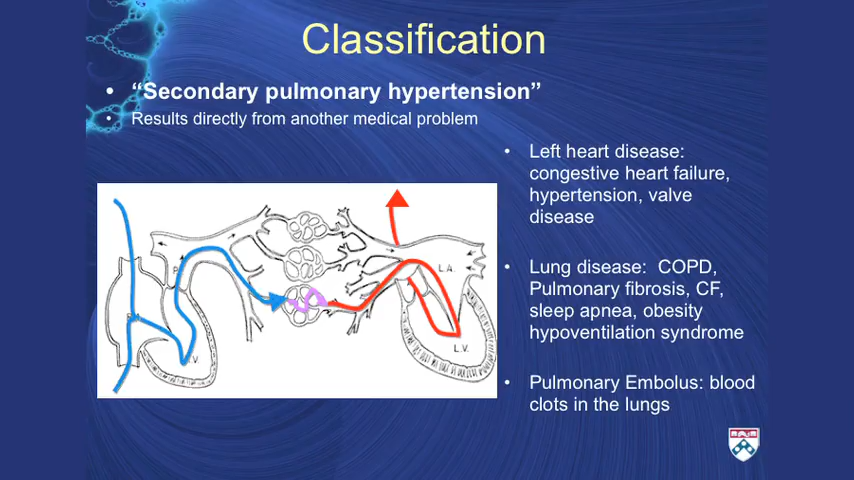 Classification
• “Secondary pulmonary hypertension”
• Results directly from another medical problem
• Left heart disease:
congestive heart failure,
hypertension, valve
disease
• Lung disease: COPD,
Pulmonary fibrosis, CF,
sleep apnea, obesity
hypoventilation syndrome
• Pulmonary Embolus: blood
clots in the lungs
L.A.
L.V.